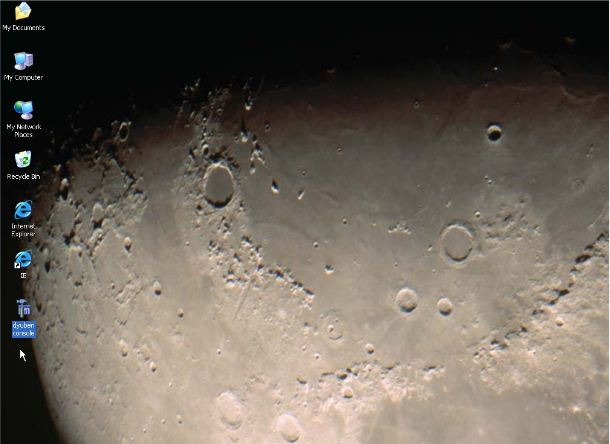 My Documents
My Computer
My Network
Places
Recycle Bin
Internet
Explorer
IE
dyuben
console